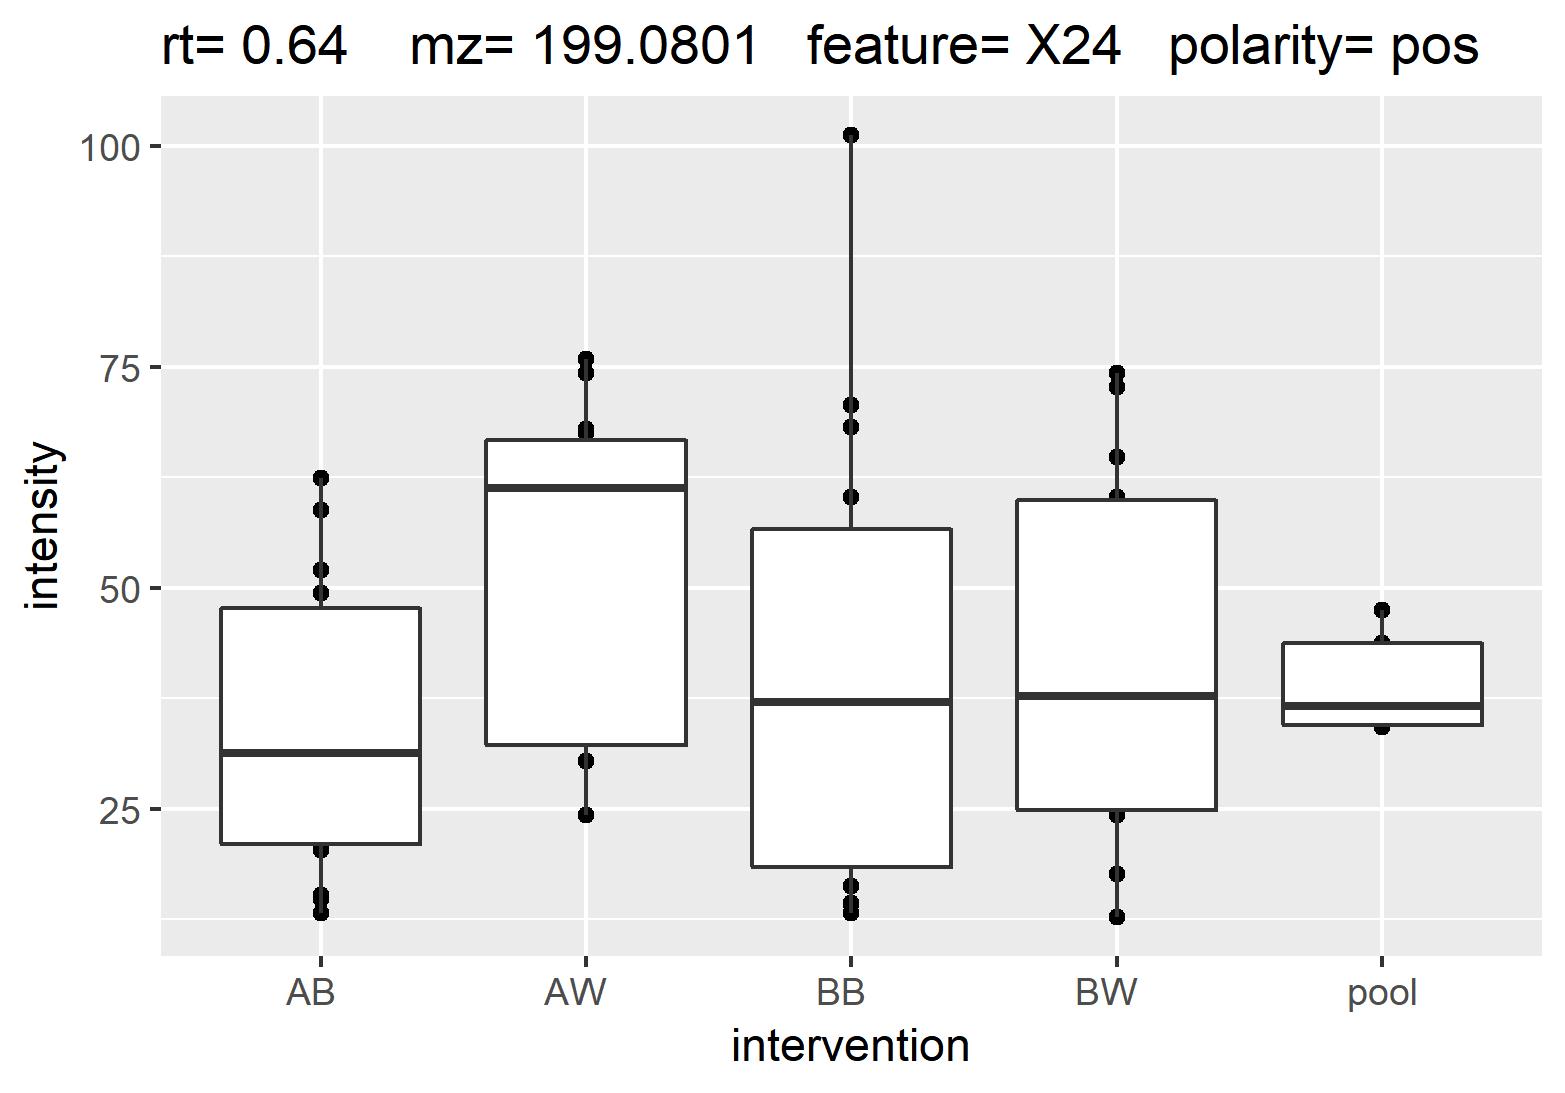 rt= 0.64 mz= 199.0801 feature= X24 polarity= pos
100
75
50
25
intensity
AB AW BB BW pool
intervention